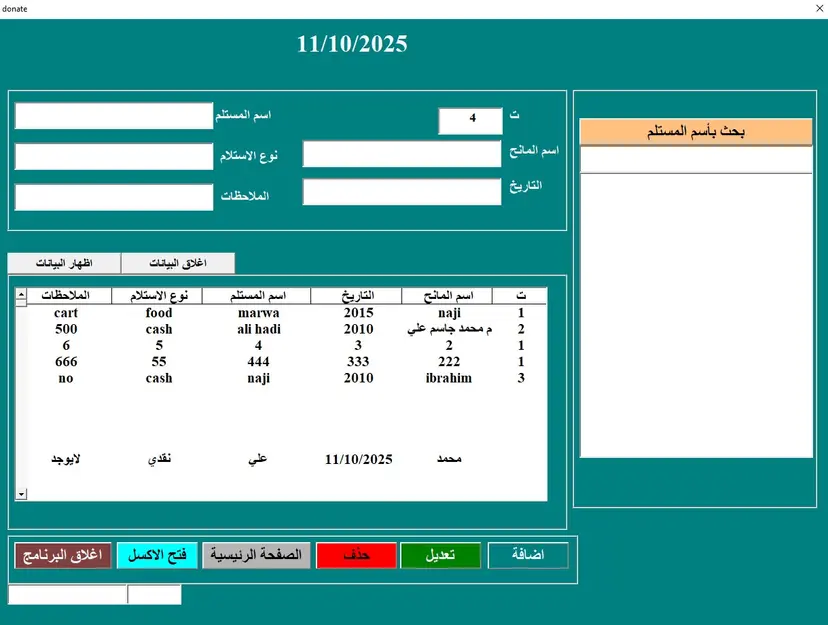 donate
11/10/2025
ت 4 اسم المستلم
اسم المانح نوع الاستلام
التاريخ الملاحظات
بحث بأسم المستلم
اغلاق البيانات اظهار البيانات
ت اسم المانح التاريخ اسم المستلم نوع الاستلام الملاحظات
1 naji 2015 marwa food cart
2 م محمد جاسم علي 2010 ali hadi cash 500
1 2 3 4 5 6
1 222 333 444 55 666
3 ibrahim 2010 naji cash no
محمد 11/10/2025 علي نقدي لايوجد
اضافة تعديل حذف الصفحة الرئيسية فتح الاكسل اغلاق البرنامج